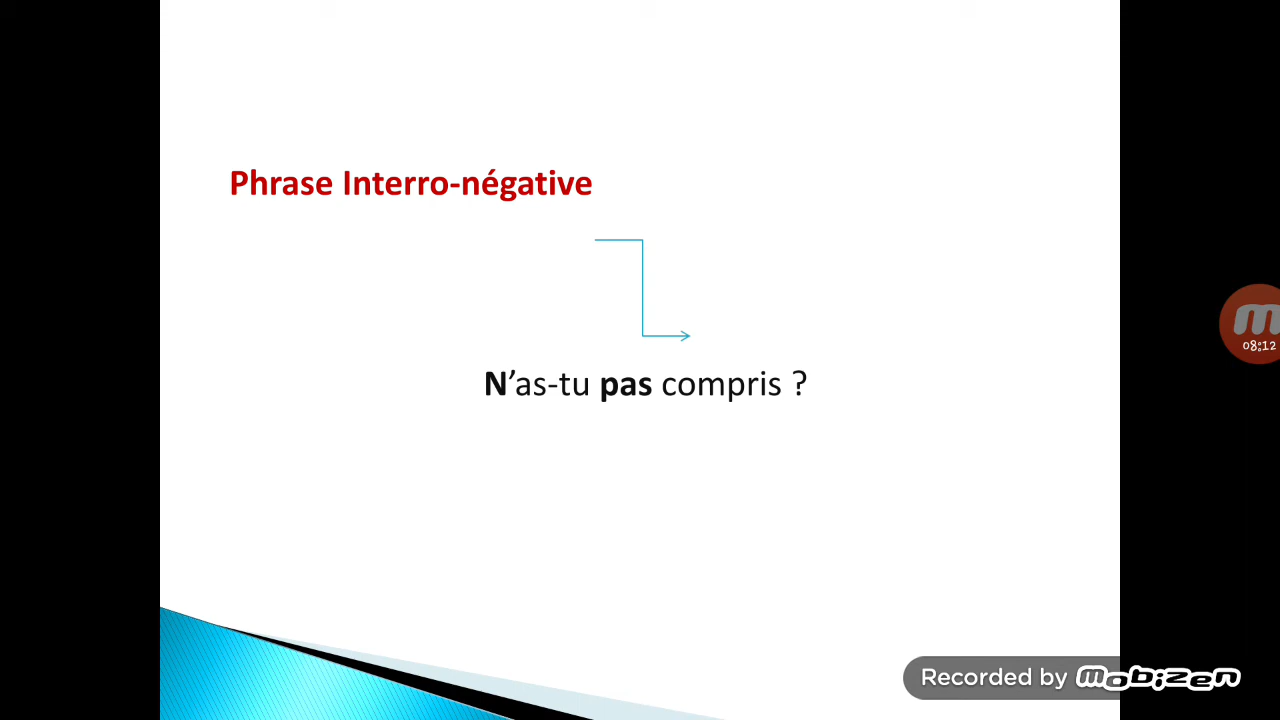 Phrase Interro-négative
N’as-tu pas compris ?
m
08:12
Recorded by mobizen